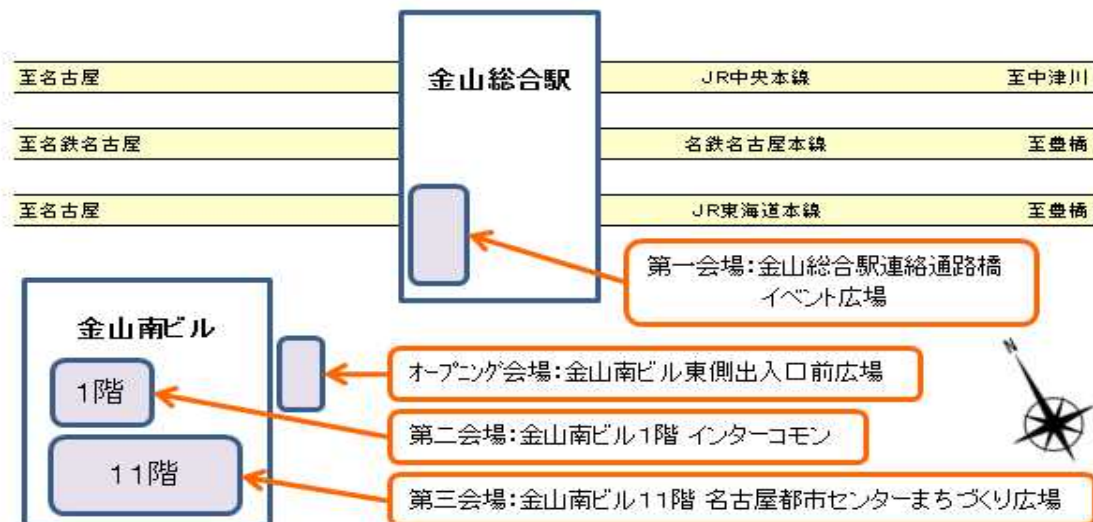 金山総合駅
至名古屋 JR中央本線 至中津川
至名鉄名古屋 名鉄名古屋本線 至豊橋
至名古屋 JR東海道本線 至豊橋
第一会場:金山総合駅連絡通路橋
イベント広場
金山南ビル
N
オープニング会場:金山南ビル東側出入口前広場
1階
第二会場:金山南ビル1階 インターコモン
11階
第三会場:金山南ビル11階 名古屋都市センターまちづくり広場